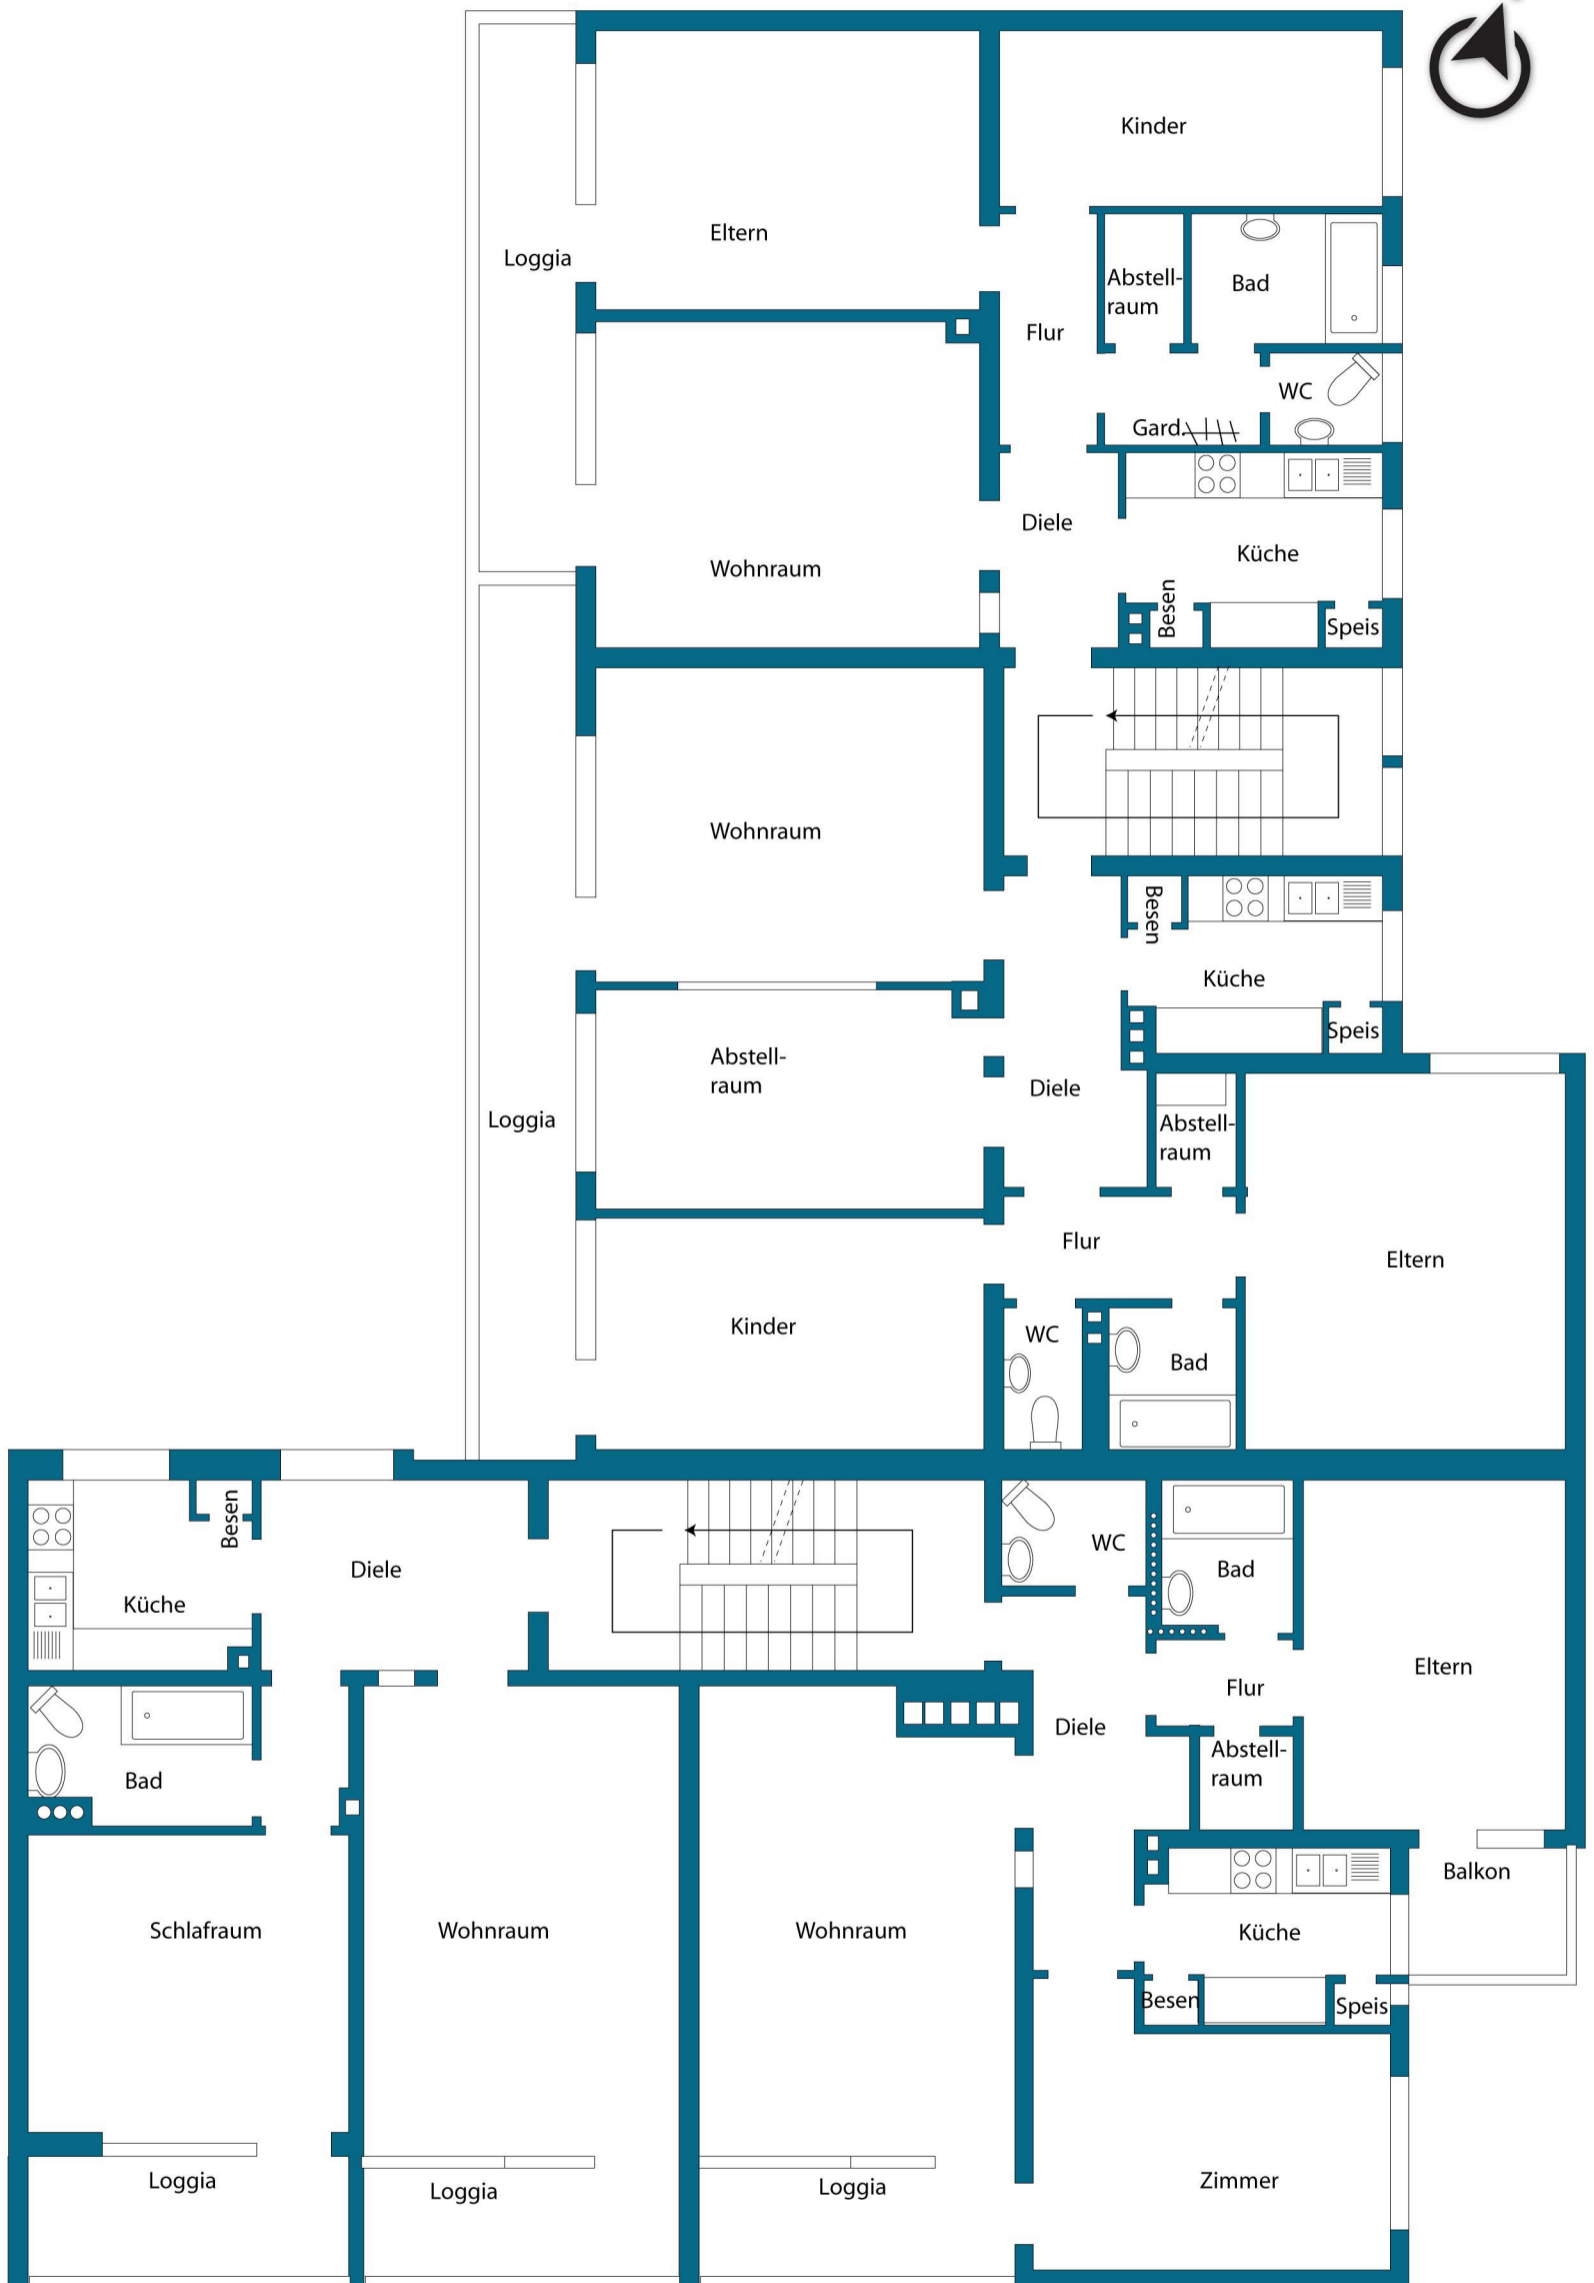 Kinder
Eltern
Loggia
Abstell-
raum
Bad
Flur
WC
Gard.
Diele
Küche
Wohnraum
Besen
Speis
Wohnraum
Besen
Küche
Speis
Abstell-
raum
Diele
Loggia
Abstell-
raum
Flur
Eltern
Kinder
WC
Bad
Besen
WC
Diele
Bad
Küche
Eltern
Flur
Diele
Abstell-
raum
Bad
Balkon
Schlafraum
Wohnraum
Wohnraum
Küche
Besen
Speis
Loggia
Loggia
Loggia
Zimmer